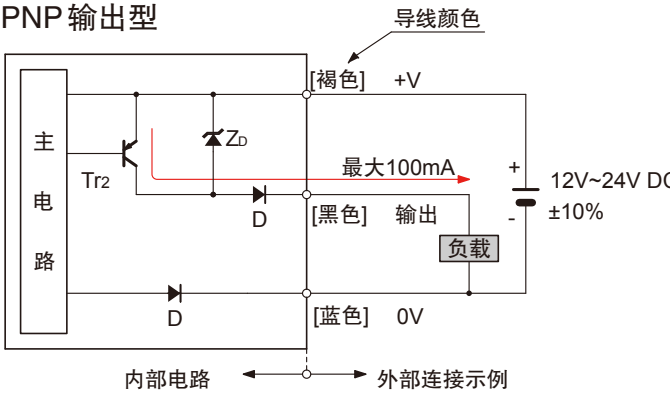 PNP输出型
导线颜色
[褐色] +V
主电路
Tr2
ZD
最大100mA
D
[黑色] 输出
+
12V~24V DC
-
±10%
负载
D
[蓝色] 0V
内部电路
外部连接示例